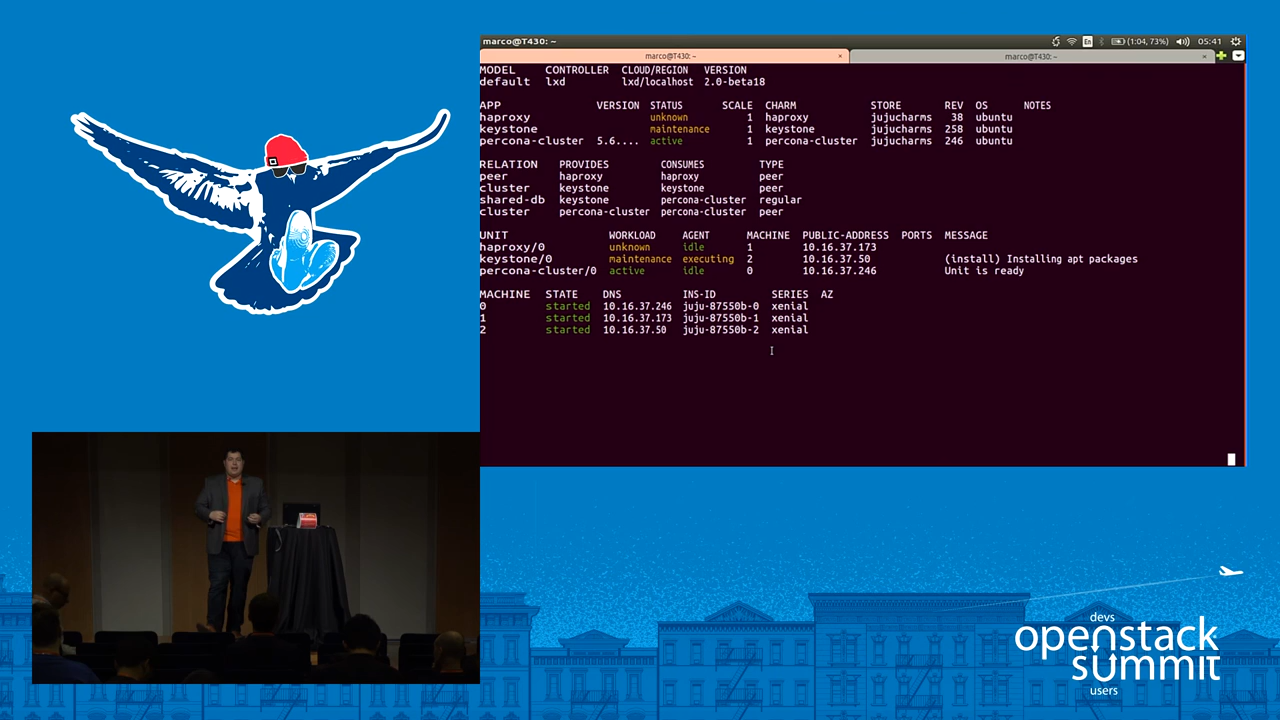 marco@T430: ~
En (1:04, 73%) 05:41
marco@T430: ~ × marco@T430: ~ ×
MODEL CONTROLLER CLOUD/REGION VERSION
default lxd lxd/localhost 2.0-beta18
APP VERSION STATUS SCALE CHARM STORE REV OS NOTES
haproxy unknown 1 haproxy jujucharms 38 ubuntu
keystone maintenance 1 keystone jujucharms 258 ubuntu
percona-cluster 5.6.... active 1 percona-cluster jujucharms 246 ubuntu
RELATION PROVIDES CONSUMES TYPE
peer haproxy haproxy peer
cluster keystone keystone peer
shared-db keystone percona-cluster regular
cluster percona-cluster percona-cluster peer
UNIT WORKLOAD AGENT MACHINE PUBLIC-ADDRESS PORTS MESSAGE
haproxy/0 unknown idle 1 10.16.37.173
keystone/0 maintenance executing 2 10.16.37.50 (install) Installing apt packages
percona-cluster/0 active idle 0 10.16.37.246 Unit is ready
MACHINE STATE DNS INS-ID SERIES AZ
0 started 10.16.37.246 juju-87550b-0 xenial
1 started 10.16.37.173 juju-87550b-1 xenial
2 started 10.16.37.50 juju-87550b-2 xenial
devs
openstack
summit
users